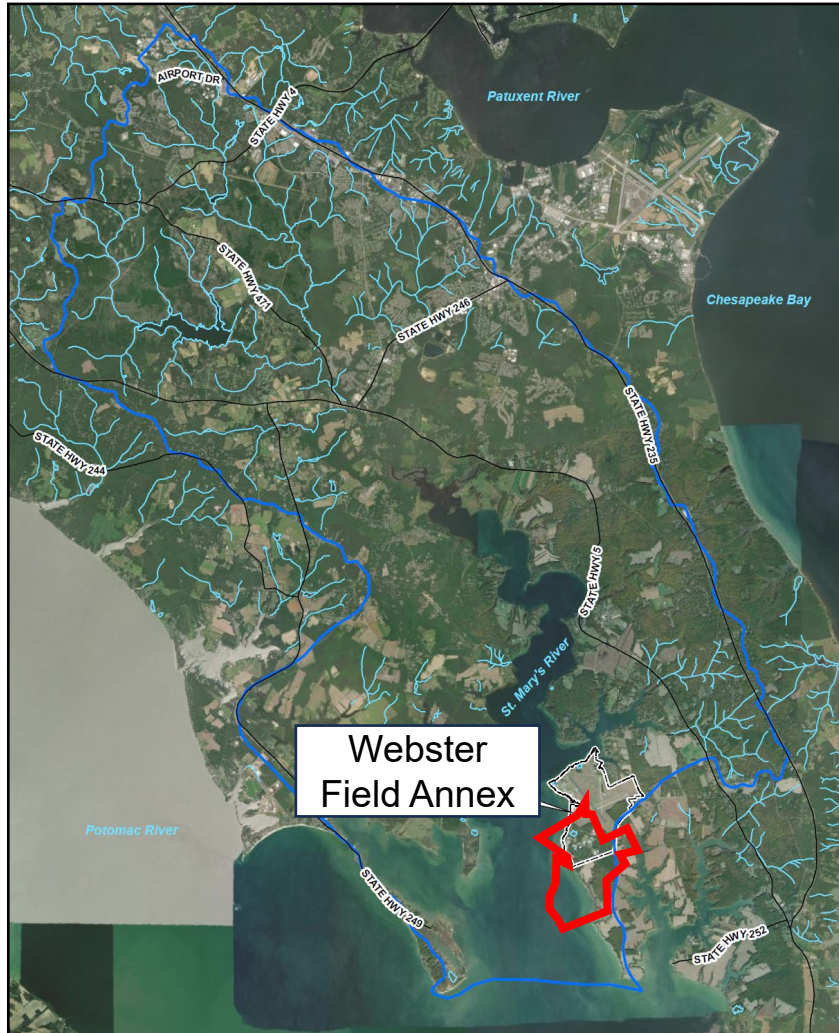 AIRPORT DR
STATE HWY 4
Patuxent River
STATE HWY 471
STATE HWY 246
Chesapeake Bay
STATE HWY 244
STATE HWY 235
STATE HWY 5
St. Mary's River
Webster
Field Annex
Potomac River
STATE HWY 249
STATE HWY 252